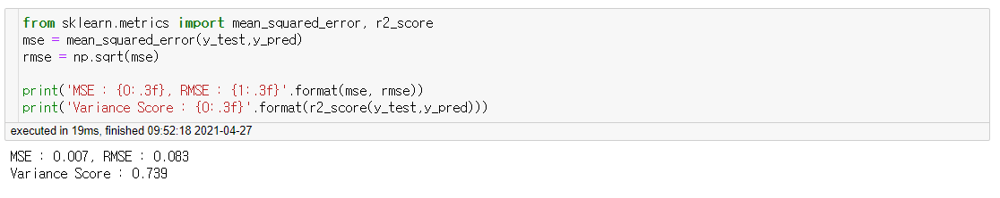 from sklearn.metrics import mean_squared_error, r2_score
mse = mean_squared_error(y_test,y_pred)
rmse = np.sqrt(mse)
print('MSE : {0:.3f}, RMSE : {1:.3f}'.format(mse, rmse))
print('Variance Score : {0:.3f}'.format(r2_score(y_test,y_pred)))
executed in 19ms, finished 09:52:18 2021-04-27
MSE : 0.007, RMSE : 0.083
Variance Score : 0.739